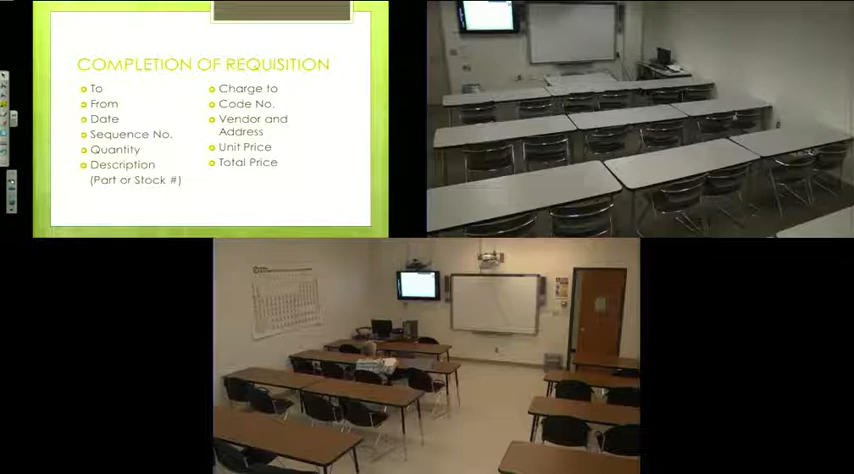 COMPLETION OF REQUISITION
To
From
Date
Sequence No.
Quantity
Description
(Part or Stock #)
Charge to
Code No.
Vendor and
Address
Unit Price
Total Price